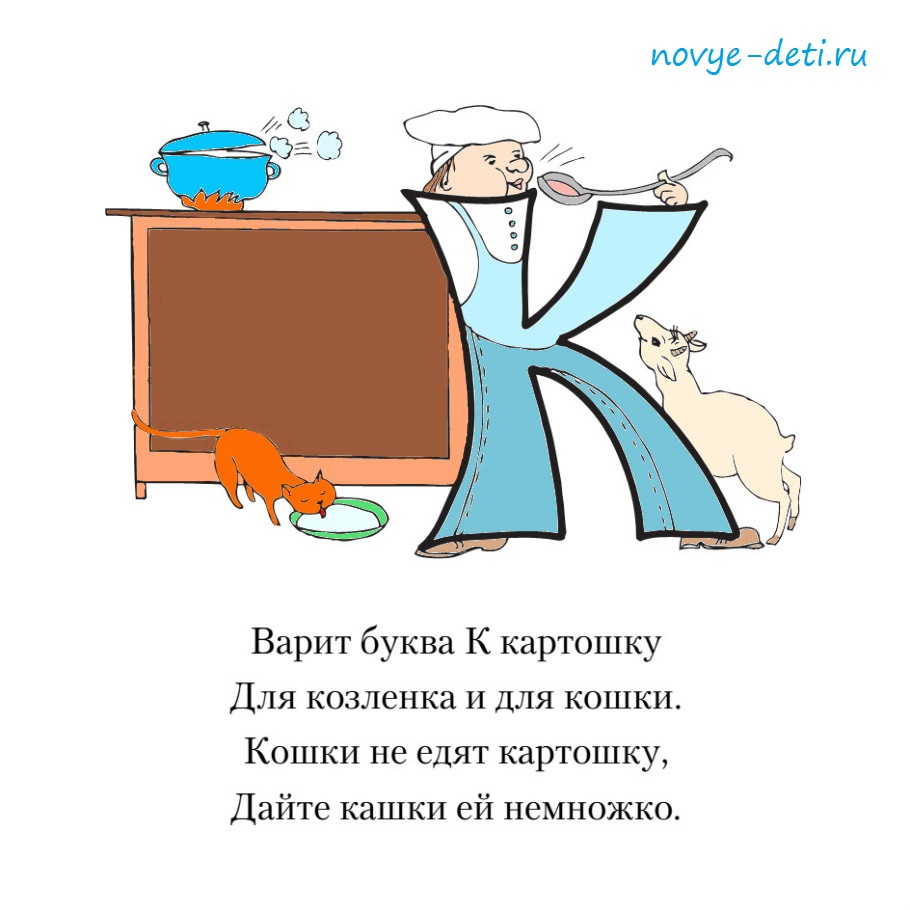 novye-deti.ru
Варит буква К картошку
Для козленка и для кошки.
Кошки не едят картошку,
Дайте кашки ей немножко.